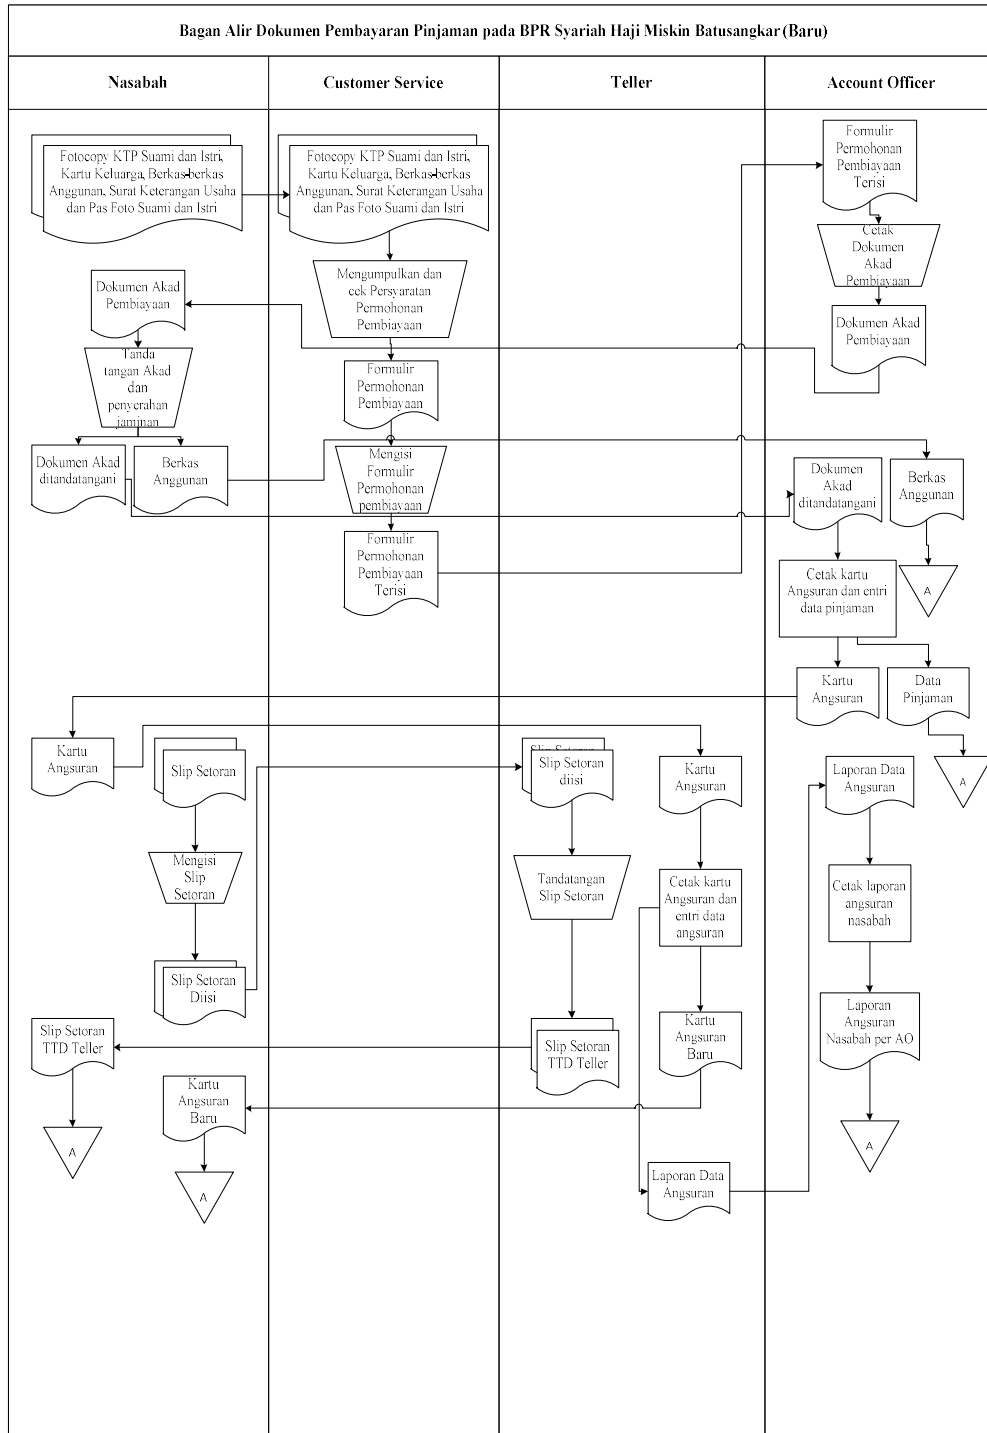 Bagan Alir Dokumen Pembayaran Pinjaman pada BPR Syariah Haji Miskin Batusangkar (Baru)
Nasabah
Customer Service
Teller
Account Officer
Fotocopy KTP Suami dan Istri,
Kartu Keluarga, Berkas-berkas
Anggunan, Surat Keterangan Usaha
dan Pas Foto Suami dan Istri
Fotocopy KTP Suami dan Istri,
Kartu Keluarga, Berkas-berkas
Anggunan, Surat Keterangan Usaha
dan Pas Foto Suami dan Istri
Formulir
Permohonan
Pembiayaan
Terisi
Cetak
Dokumen
Akad
Pembiayaan
Mengumpulkan dan
cek Persyaratan
Permohonan
Pembiayaan
Dokumen Akad
Pembiayaan
Dokumen Akad
Pembiayaan
Tanda
tangan Akad
dan
penyerahan
jaminan
Formulir
Permohonan
Pembiayaan
Dokumen Akad
ditandatangani
Berkas
Anggunan
Mengisi
Formulir
Permohonan
pembiayaan
Dokumen
Akad
ditandatangani
Berkas
Anggunan
Formulir
Permohonan
Pembiayaan
Terisi
Cetak kartu
Angsuran dan entri
data pinjaman
A
Kartu
Angsuran
Data
Pinjaman
A
Kartu
Angsuran
Slip Setoran
Slip Setoran
Slip Setoran
diisi
Kartu
Angsuran
Laporan Data
Angsuran
Mengisi
Slip
Setoran
Tandatangan
Slip Setoran
Cetak kartu
Angsuran dan
entri data
angsuran
Cetak laporan
angsuran
nasabah
Slip Setoran
Diisi
Slip Setoran
TTD Teller
Slip Setoran
TTD Teller
Kartu
Angsuran
Baru
Laporan
Angsuran
Nasabah per AO
Kartu
Angsuran
Baru
A
A
A
Laporan Data
Angsuran